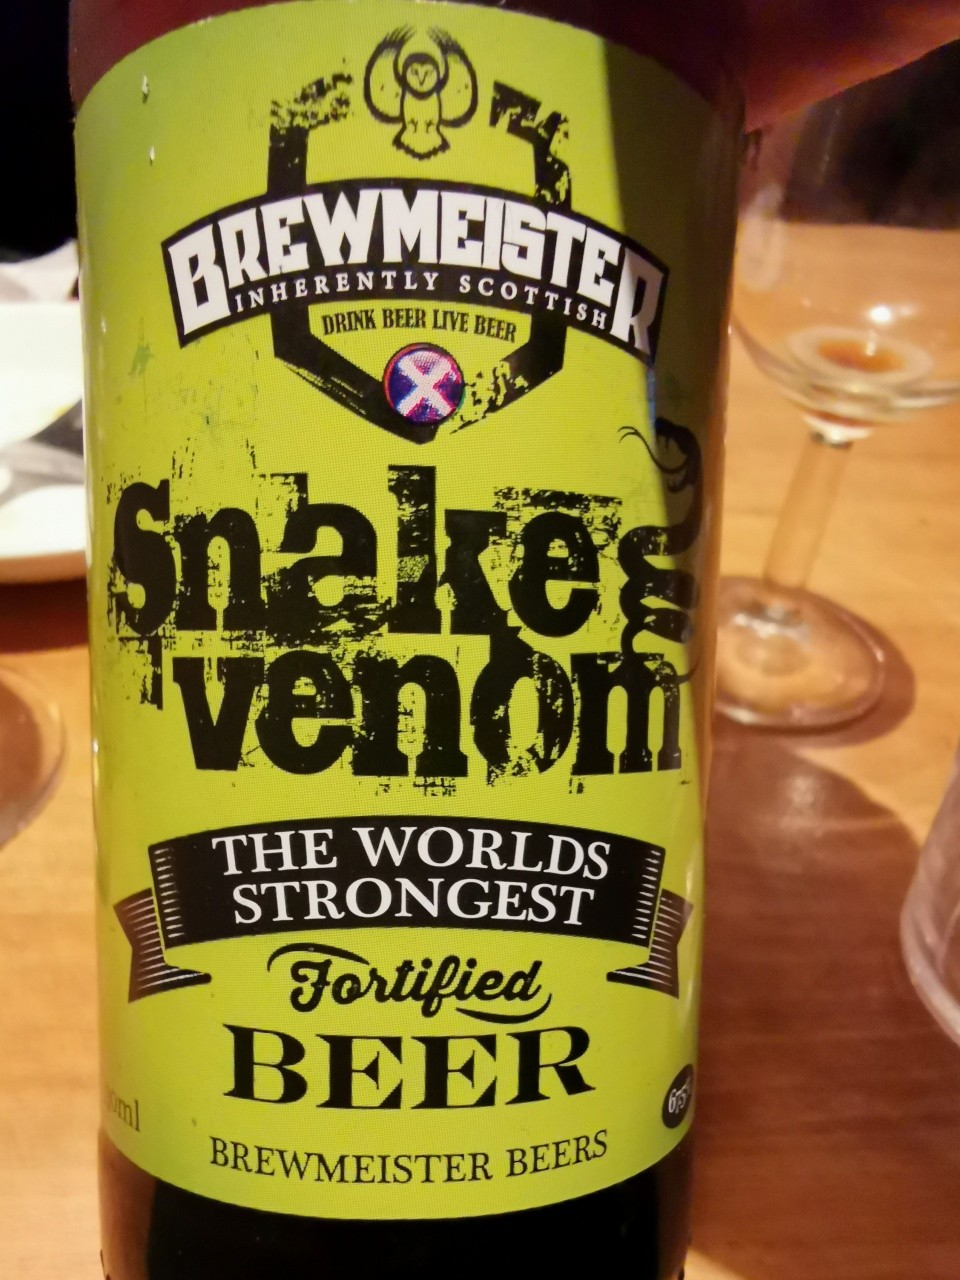 BREWMEISTER
INHERENTLY SCOTTISH
DRINK BEER LIVE BEER
Snake
venom
THE WORLDS
STRONGEST
Fortified
BEER
BREWMEISTER BEERS